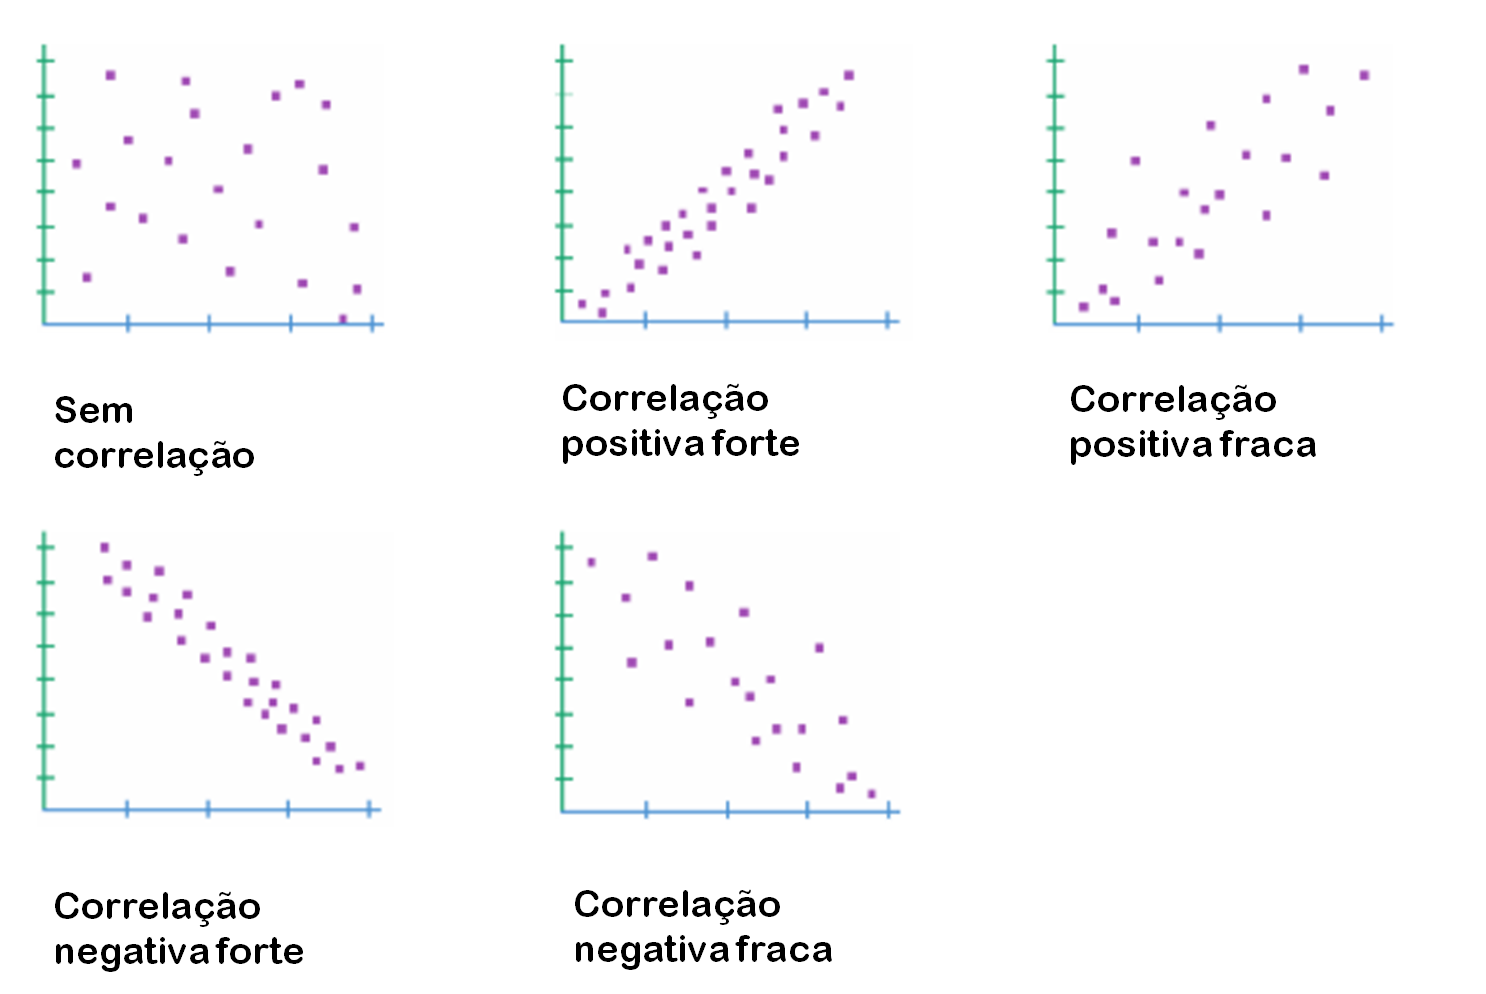 Sem
correlação
Correlação
positiva forte
Correlação
positiva fraca
Correlação
negativa forte
Correlação
negativa fraca